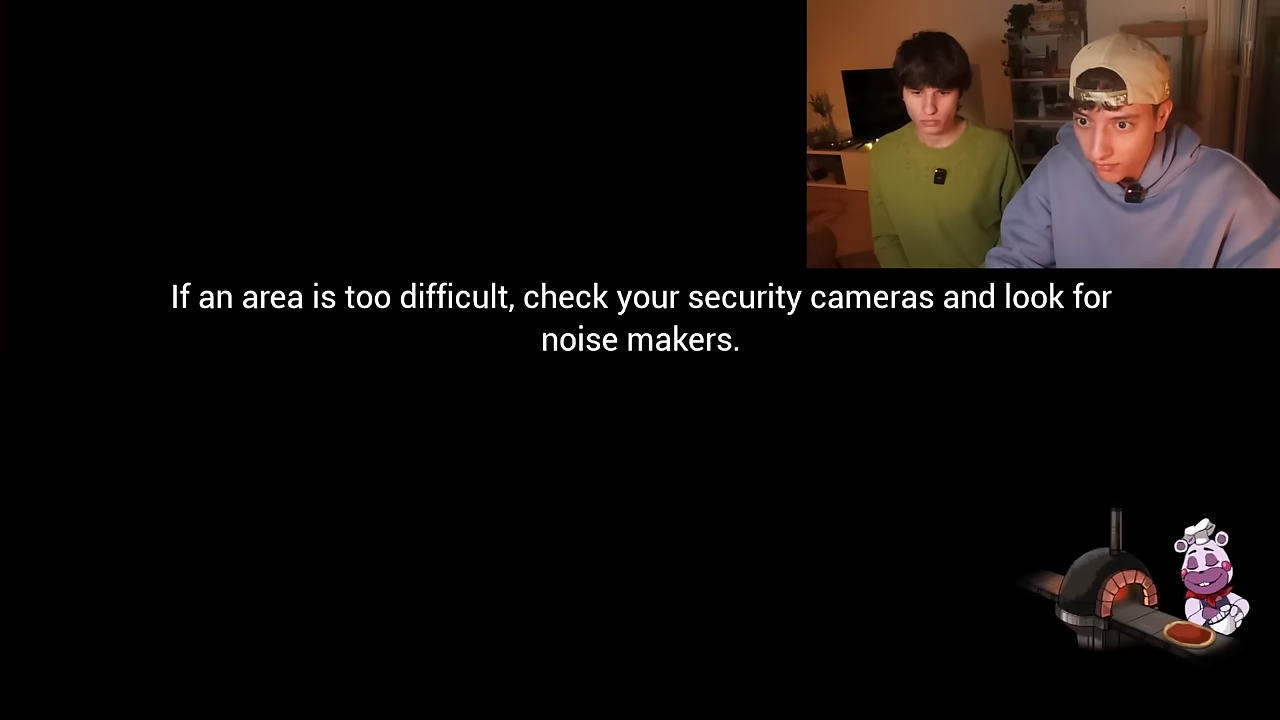 If an area is too difficult, check your security cameras and look for
noise makers.